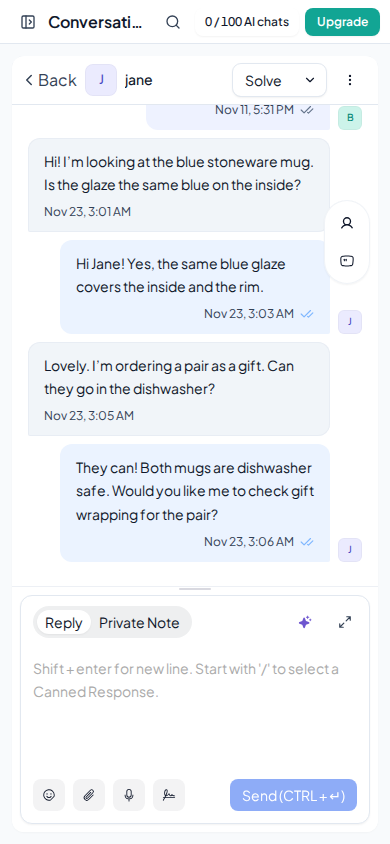 Conversati...
0 / 100 AI chats
Upgrade
Back
J
jane
Solve
Nov 11, 5:31 PM
B
Hi! I'm looking at the blue stoneware mug.
Is the glaze the same blue on the inside?
Nov 23, 3:01 AM
Hi Jane! Yes, the same blue glaze
covers the inside and the rim.
Nov 23, 3:03 AM
J
Lovely. I'm ordering a pair as a gift. Can
they go in the dishwasher?
Nov 23, 3:05 AM
They can! Both mugs are dishwasher
safe. Would you like me to check gift
wrapping for the pair?
Nov 23, 3:06 AM
J
Reply
Private Note
Shift + enter for new line. Start with '/' to select a
Canned Response.
Send (CTRL + ↵)